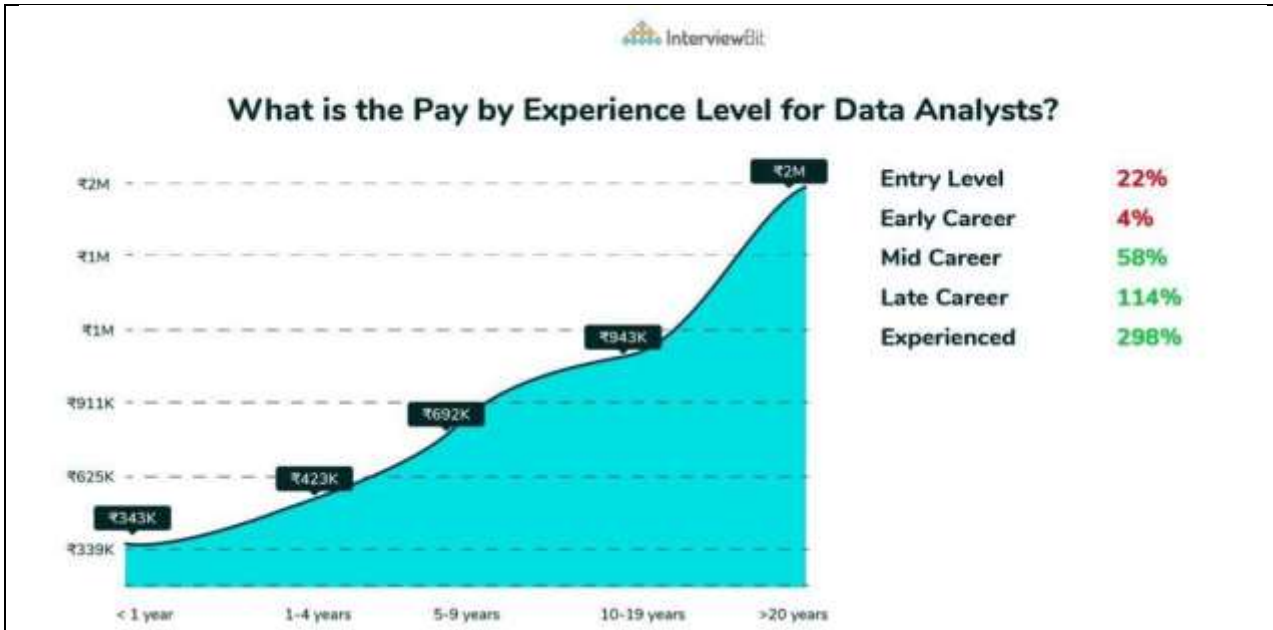 InterviewBit
What is the Pay by Experience Level for Data Analysts?
₹2M
₹1M
₹1M
₹911K
₹625K
₹339K
₹343K
₹423K
₹692K
₹943K
₹2M
< 1 year
1-4 years
5-9 years
10-19 years
>20 years
Entry Level 22%
Early Career 4%
Mid Career 58%
Late Career 114%
Experienced 298%